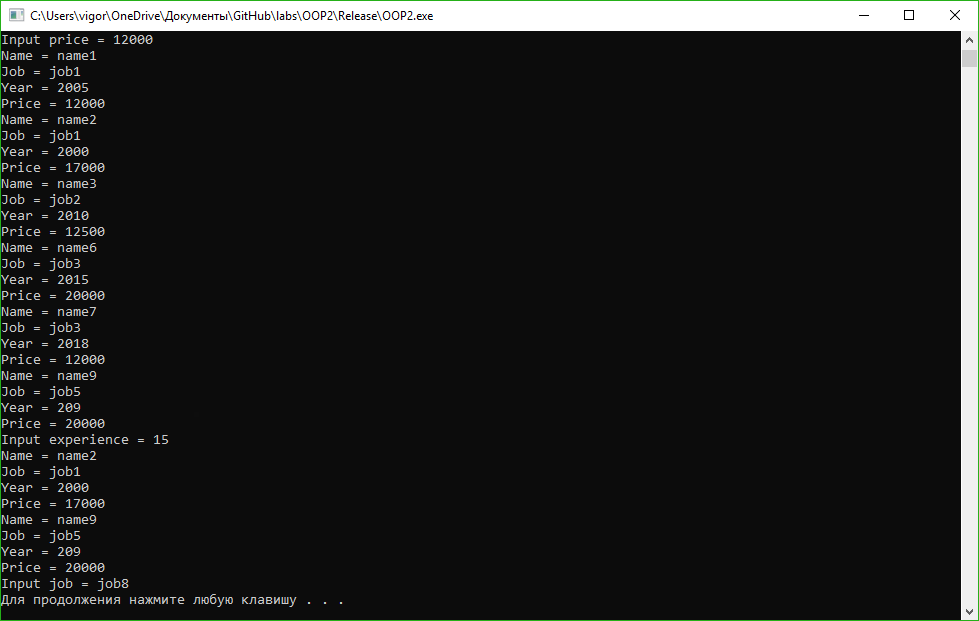 C:\Users\vigor\OneDrive\Документы\GitHub\labs\OOP2\Release\OOP2.exe
Input price = 12000
Name = name1
Job = job1
Year = 2005
Price = 12000
Name = name2
Job = job1
Year = 2000
Price = 17000
Name = name3
Job = job2
Year = 2010
Price = 12500
Name = name6
Job = job3
Year = 2015
Price = 20000
Name = name7
Job = job3
Year = 2018
Price = 12000
Name = name9
Job = job5
Year = 209
Price = 20000
Input experience = 15
Name = name2
Job = job1
Year = 2000
Price = 17000
Name = name9
Job = job5
Year = 209
Price = 20000
Input job = job8
Для продолжения нажмите любую клавишу . . .